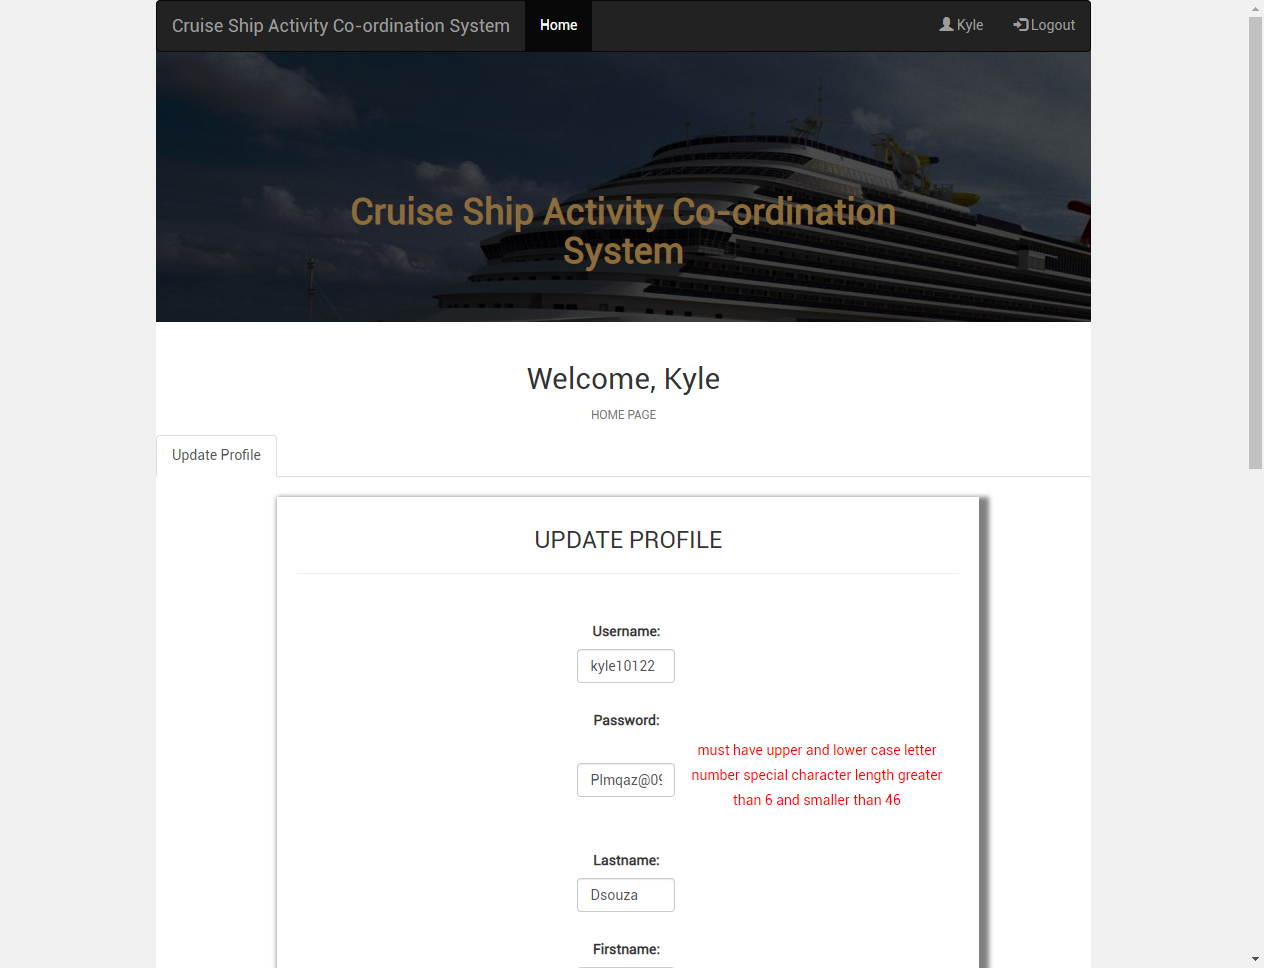 Cruise Ship Activity Co-ordination System Home Kyle Logout
Cruise Ship Activity Co-ordination
System
Welcome, Kyle
HOME PAGE
Update Profile
UPDATE PROFILE
Username:
kyle10122
Password:
must have upper and lower case letter
number special character length greater
than 6 and smaller than 46
Plmqaz@09
Lastname:
Dsouza
Firstname: